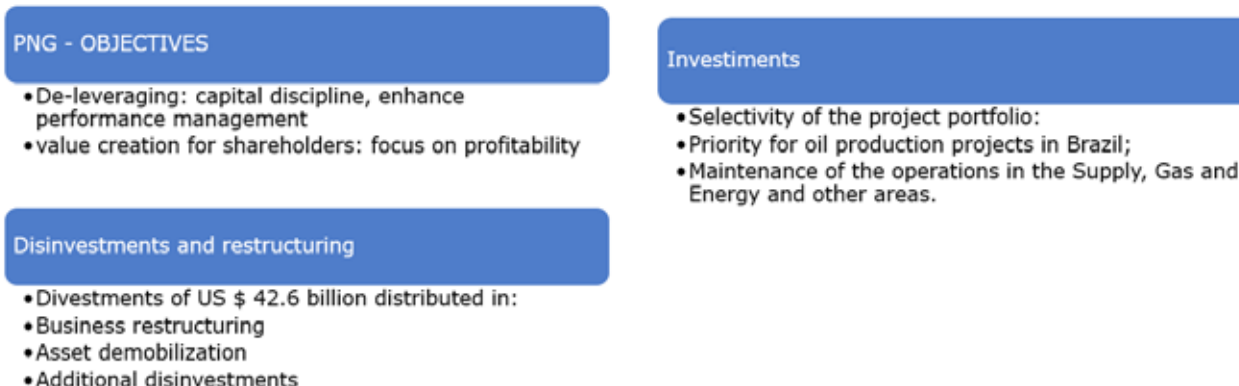 PNG - OBJECTIVES
•De-leveraging: capital discipline, enhance
performance management
•value creation for shareholders: focus on profitability
Disinvestments and restructuring
•Divestments of US $ 42.6 billion distributed in:
•Business restructuring
•Asset demobilization
•Additional disinvestments
Investiments
•Selectivity of the project portfolio:
•Priority for oil production projects in Brazil;
•Maintenance of the operations in the Supply, Gas and
Energy and other areas.